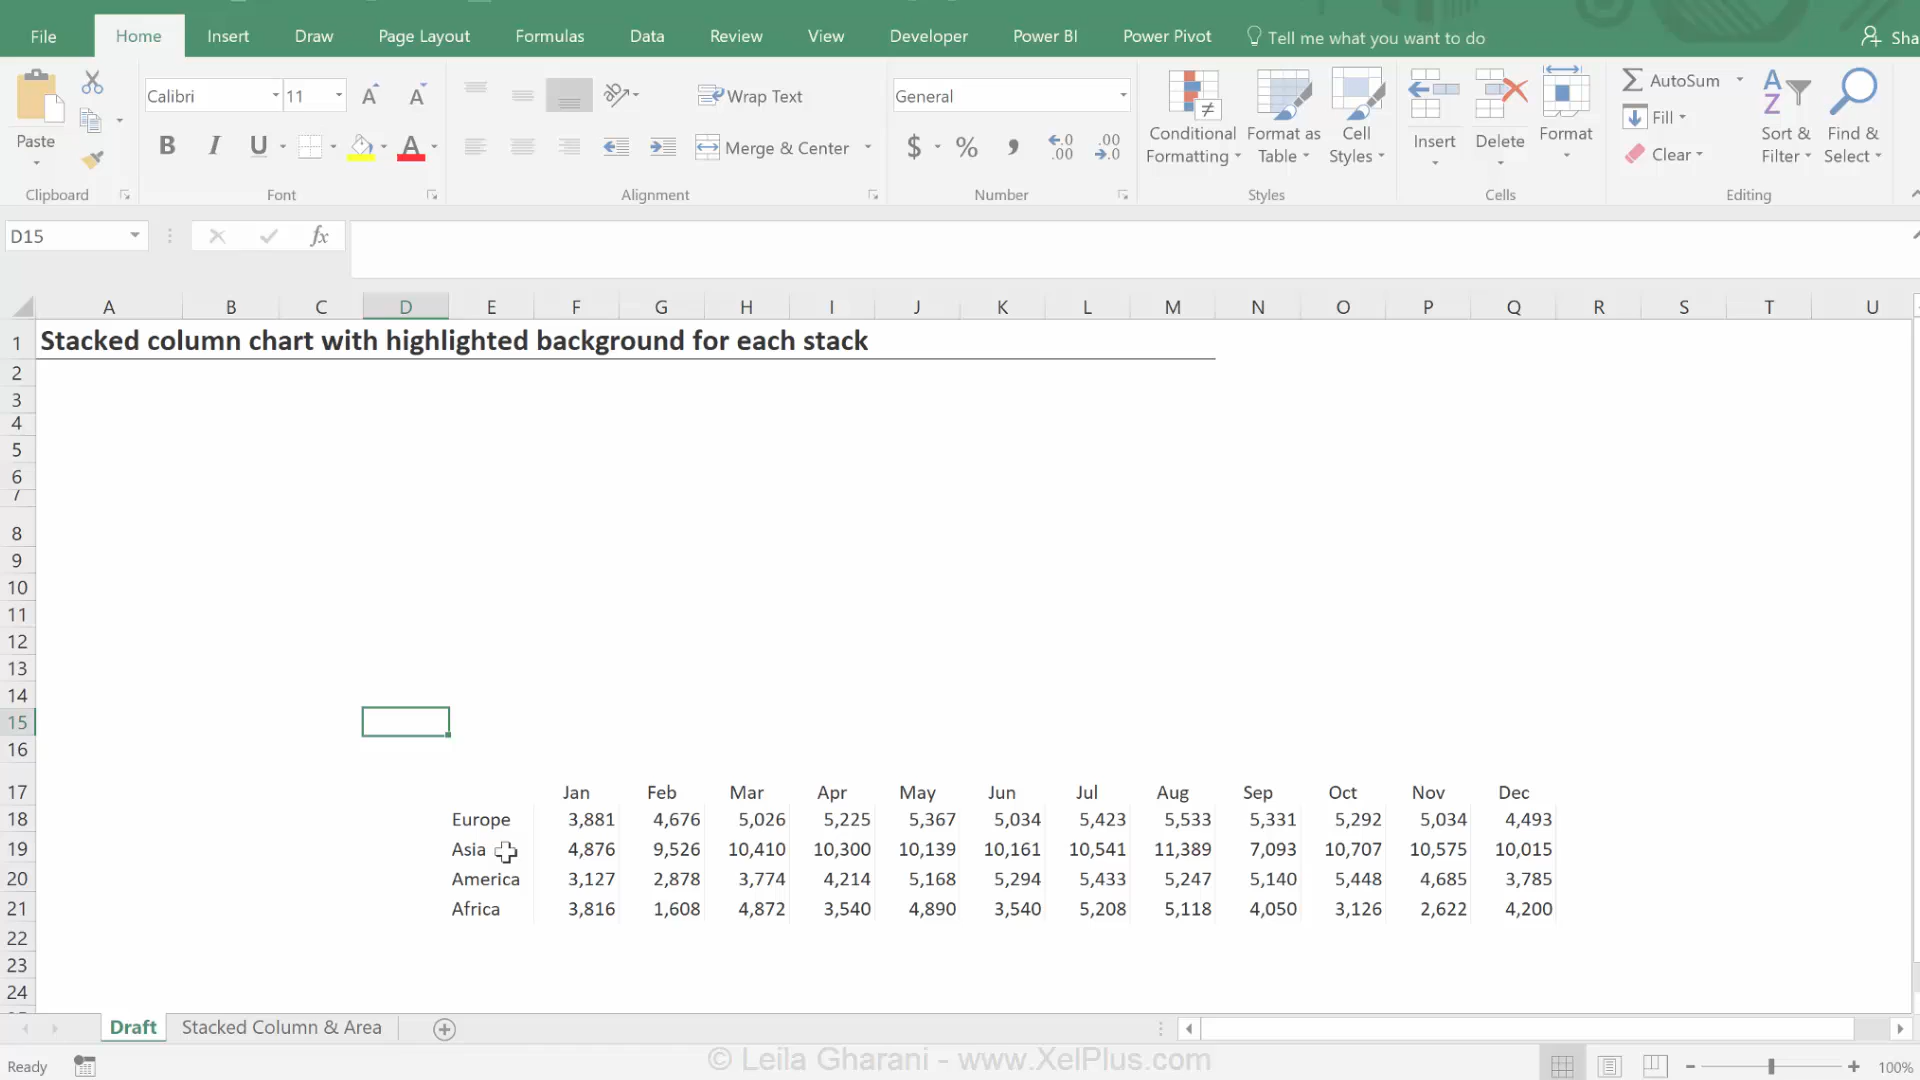 File Home Insert Draw Page Layout Formulas Data Review View Developer Power BI Power Pivot Tell me what you want to do Sha
Calibri 11 Wrap Text General AutoSum
Paste B I U A Merge & Center $ % , Conditional Formatting Format as Table Cell Styles Insert Delete Format Fill Clear Sort & Filter Find & Select
Clipboard Font Alignment Number Styles Cells Editing
D15 fx
A B C D E F G H I J K L M N O P Q R S T U
1 Stacked column chart with highlighted background for each stack
2
3
4
5
6
7
8
9
10
11
12
13
14
15
16
17 Jan Feb Mar Apr May Jun Jul Aug Sep Oct Nov Dec
18 Europe 3,881 4,676 5,026 5,225 5,367 5,034 5,423 5,533 5,331 5,292 5,034 4,493
19 Asia 4,876 9,526 10,410 10,300 10,139 10,161 10,541 11,389 7,093 10,707 10,575 10,015
20 America 3,127 2,878 3,774 4,214 5,168 5,294 5,433 5,247 5,140 5,448 4,685 3,785
21 Africa 3,816 1,608 4,872 3,540 4,890 3,540 5,208 5,118 4,050 3,126 2,622 4,200
22
23
24
Draft Stacked Column & Area
Ready © Leila Gharani - www.XelPlus.com 100%